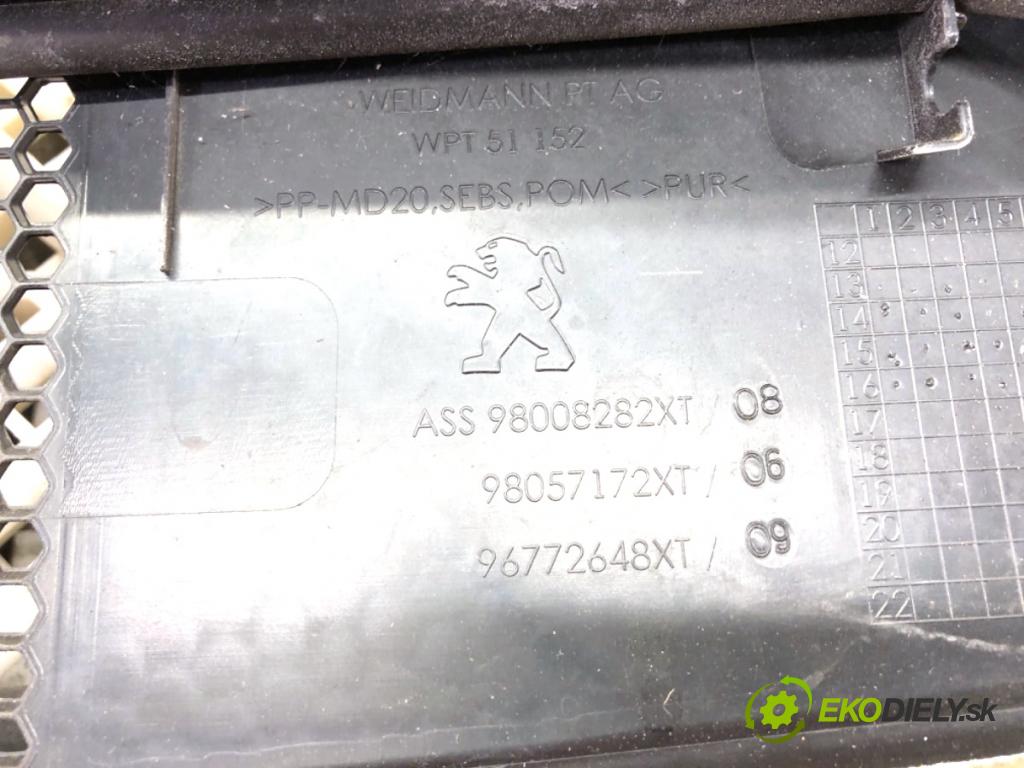 WEIDMANN PT AG
WPT 51 152
>PP-MD20,SEBS,POM< >PUR<
ASS 98008282XT / 08
98057172XT / 06
96772648XT / 09
1 2 3 4 5
12
13
14
15
16
17
18
19
20
21
22
EKODIELY.sk